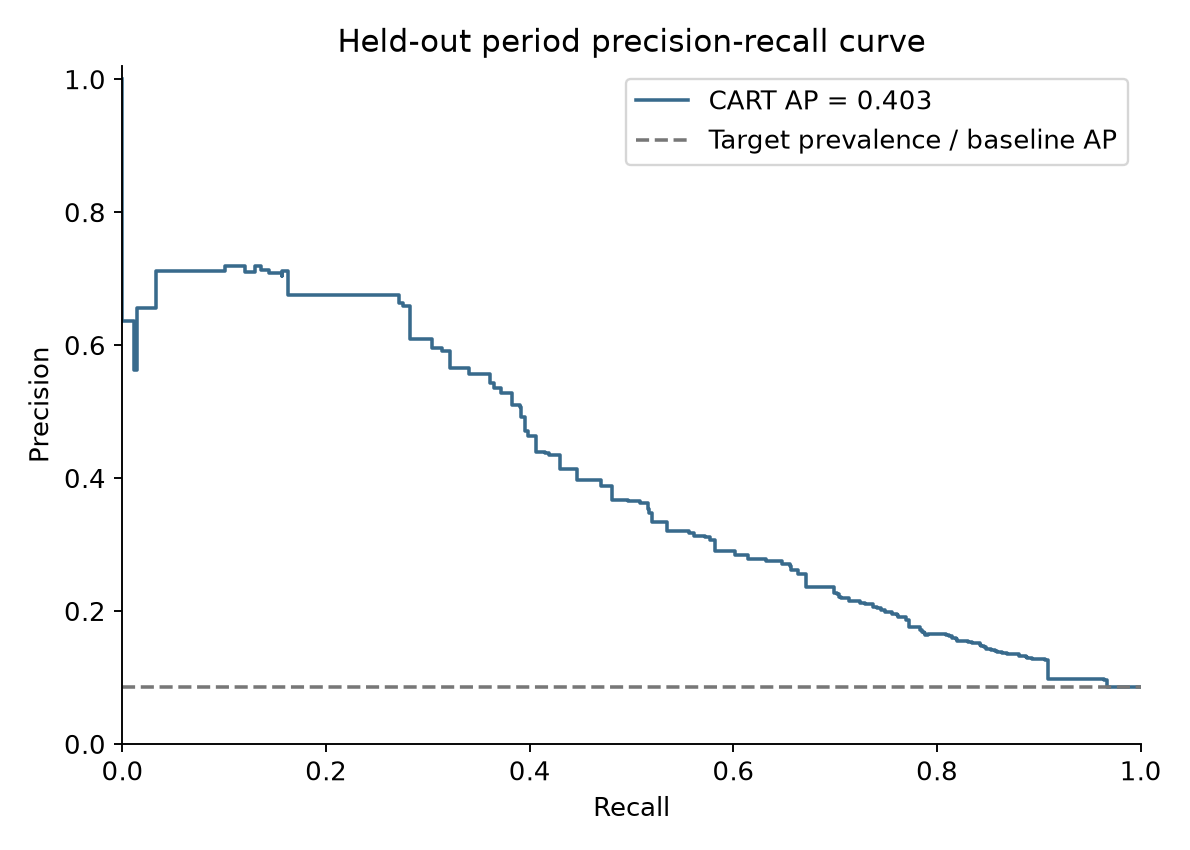 Held-out period precision-recall curve
CART AP = 0.403
Target prevalence / baseline AP
Precision
1.0
0.8
0.6
0.4
0.2
0.0
0.0 0.2 0.4 0.6 0.8 1.0
Recall